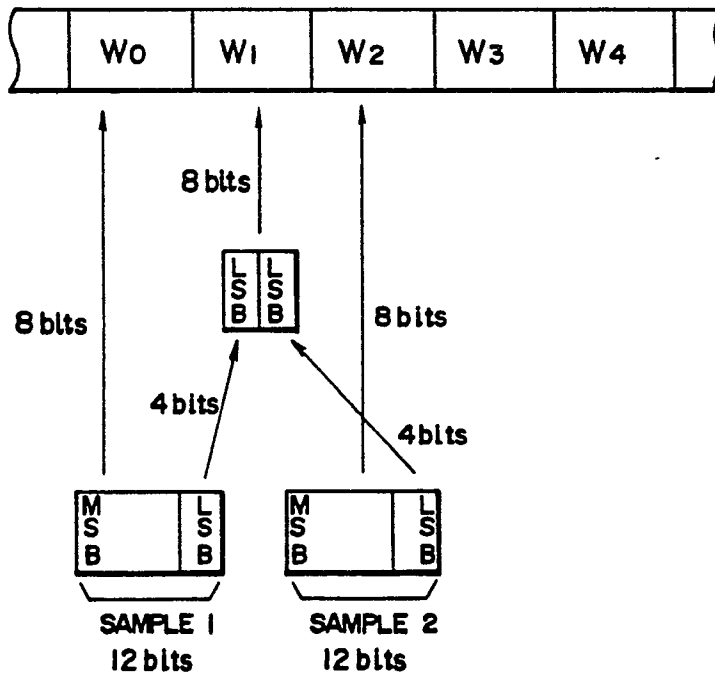 W0 W1 W2 W3 W4
8 bits
L L
S S
B B
8 bits 8 bits
4 bits
4 bits
M L M L
S S S S
B B B B
SAMPLE 1 SAMPLE 2
12 bits 12 bits